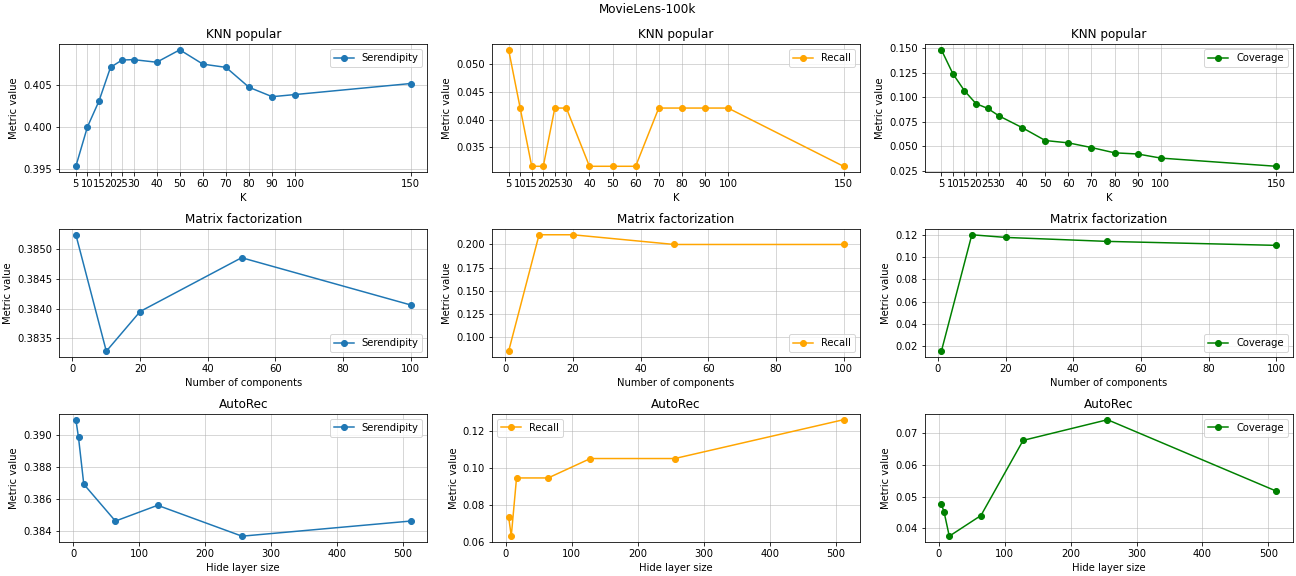 MovieLens-100k
KNN popular
Metric value
0.405
0.400
0.395
Serendipity
5 10 15 20 25 30 40 50 60 70 80 90 100 150
K
KNN popular
Metric value
0.050
0.045
0.040
0.035
Recall
5 10 15 20 25 30 40 50 60 70 80 90 100 150
K
KNN popular
Metric value
0.150
0.125
0.100
0.075
0.050
0.025
Coverage
5 10 15 20 25 30 40 50 60 70 80 90 100 150
K
Matrix factorization
Metric value
0.3850
0.3845
0.3840
0.3835
Serendipity
0 20 40 60 80 100
Number of components
Matrix factorization
Metric value
0.200
0.175
0.150
0.125
0.100
Recall
0 20 40 60 80 100
Number of components
Matrix factorization
Metric value
0.12
0.10
0.08
0.06
0.04
0.02
Coverage
0 20 40 60 80 100
Number of components
AutoRec
Metric value
0.390
0.388
0.386
0.384
Serendipity
0 100 200 300 400 500
Hide layer size
AutoRec
Metric value
0.12
0.10
0.08
0.06
Recall
0 100 200 300 400 500
Hide layer size
AutoRec
Metric value
0.07
0.06
0.05
0.04
Coverage
0 100 200 300 400 500
Hide layer size